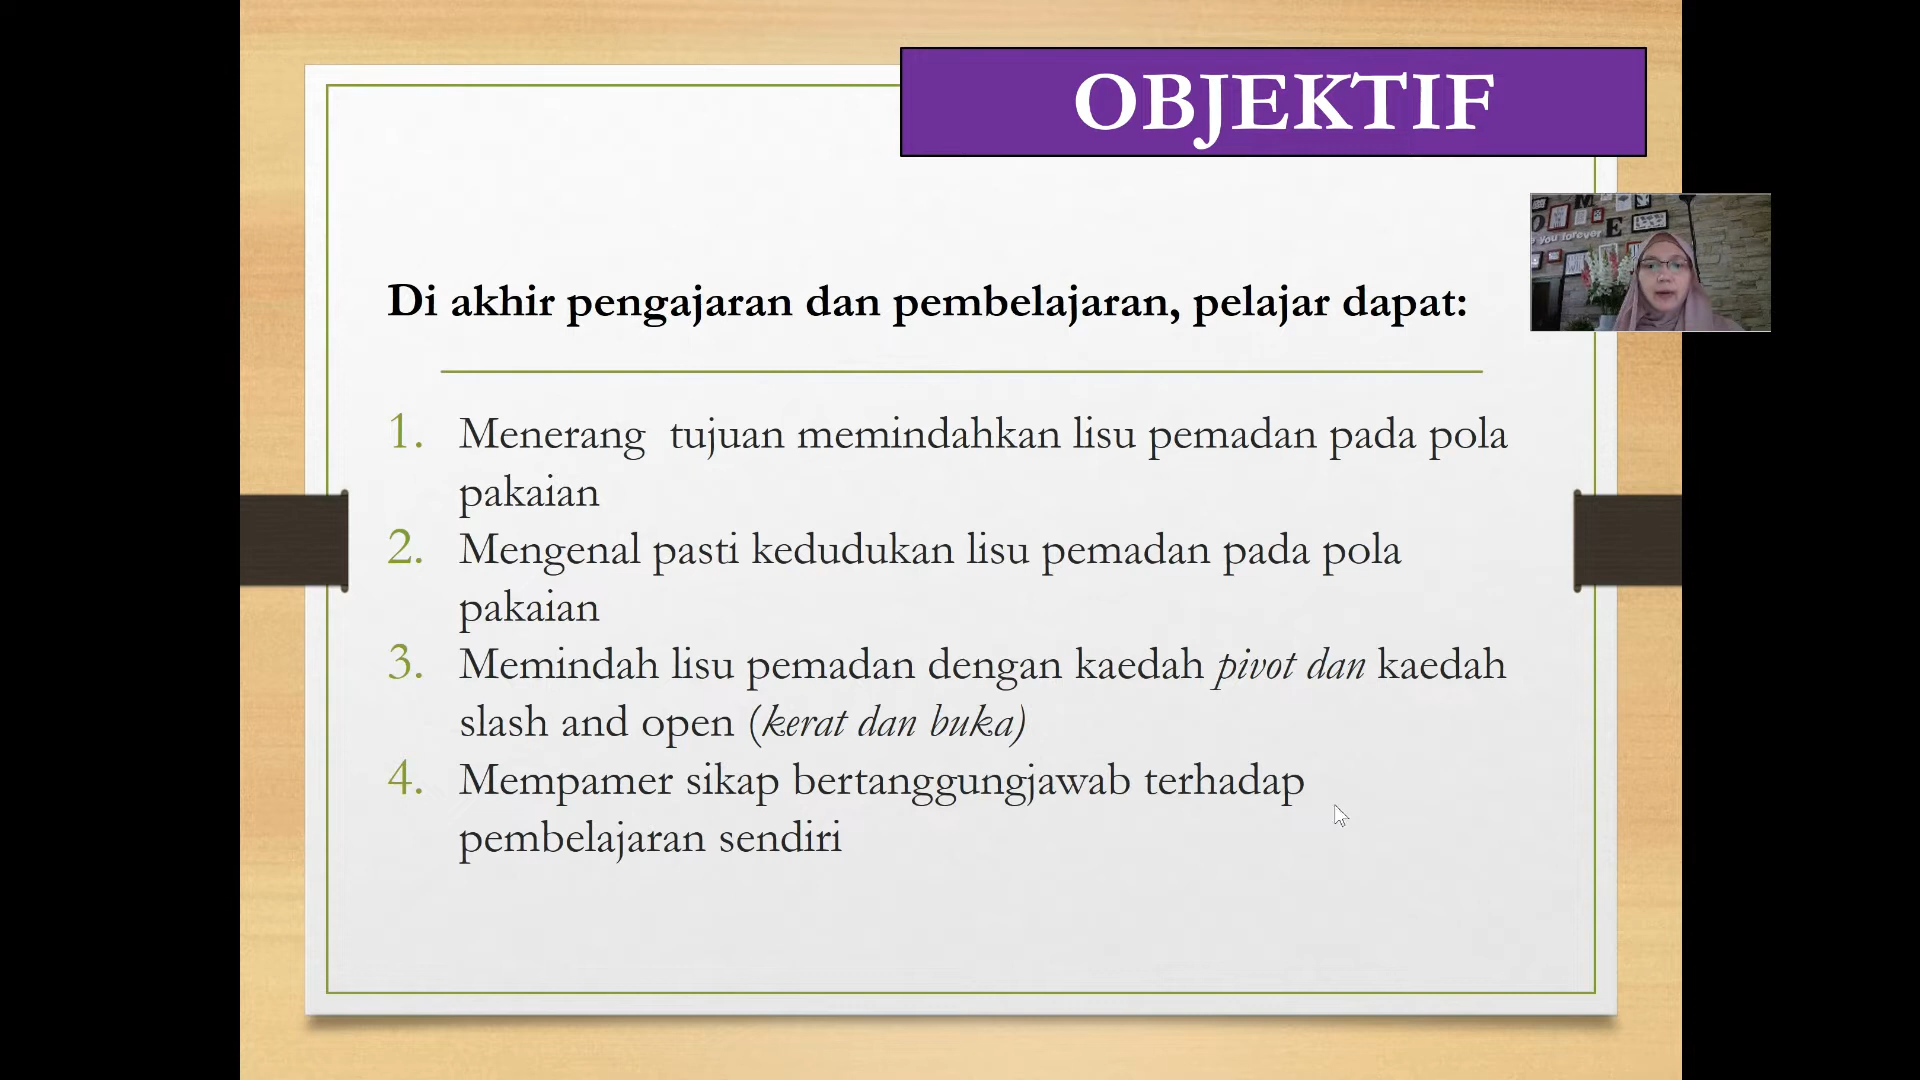 OBJEKTIF
Di akhir pengajaran dan pembelajaran, pelajar dapat:
1. Menerang  tujuan memindahkan lisu pemadan pada pola
pakaian
2. Mengenal pasti kedudukan lisu pemadan pada pola
pakaian
3. Memindah lisu pemadan dengan kaedah pivot dan kaedah
slash and open (kerat dan buka)
4. Mempamer sikap bertanggungjawab terhadap
pembelajaran sendiri
you forever